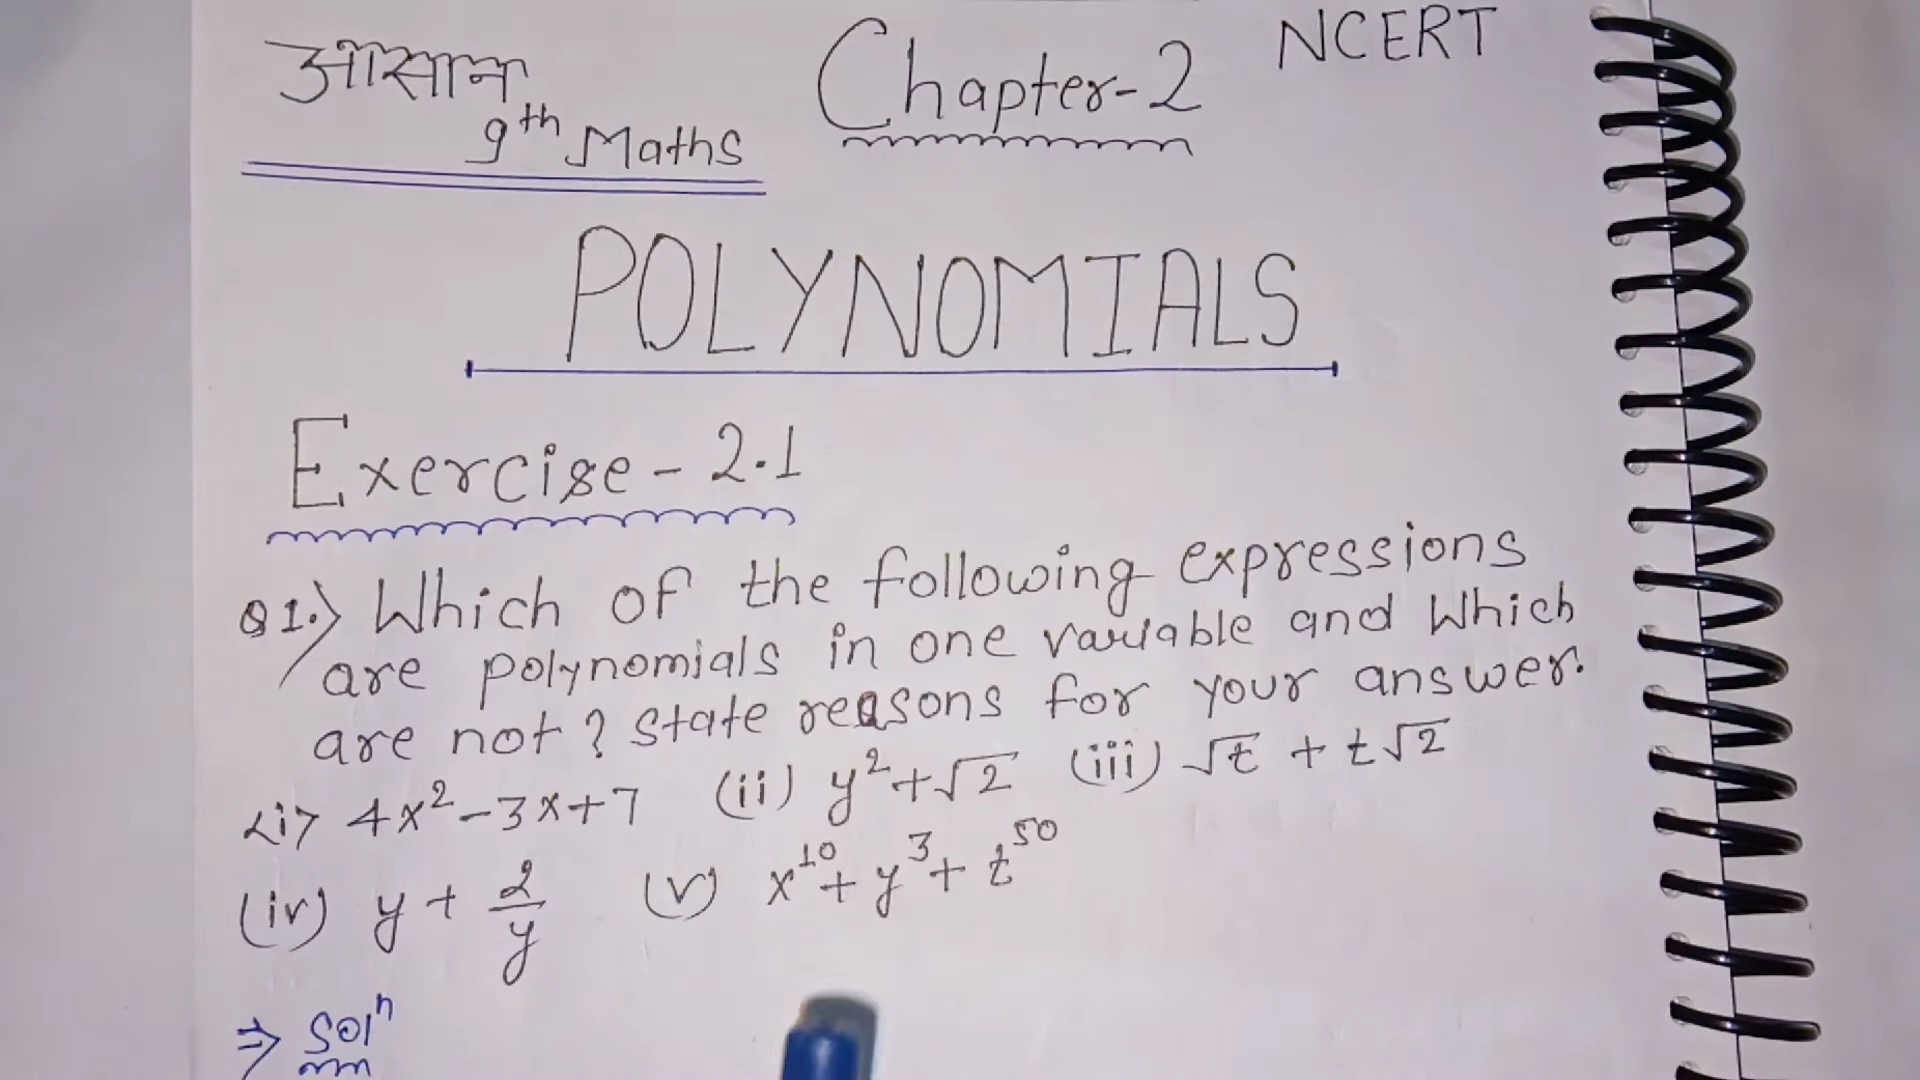 आसान
9th Maths
Chapter-2
NCERT
POLYNOMIALS
Exercise - 2.1
Q1.) Which of the following expressions
are polynomials in one variable and which
are not? State reasons for your answer.
(i) 4x² - 3x + 7 (ii) y² + √2 (iii) √t + t√2
(iv) y + 2/y (v) x¹⁰ + y³ + t⁵⁰
⇒ Solⁿ